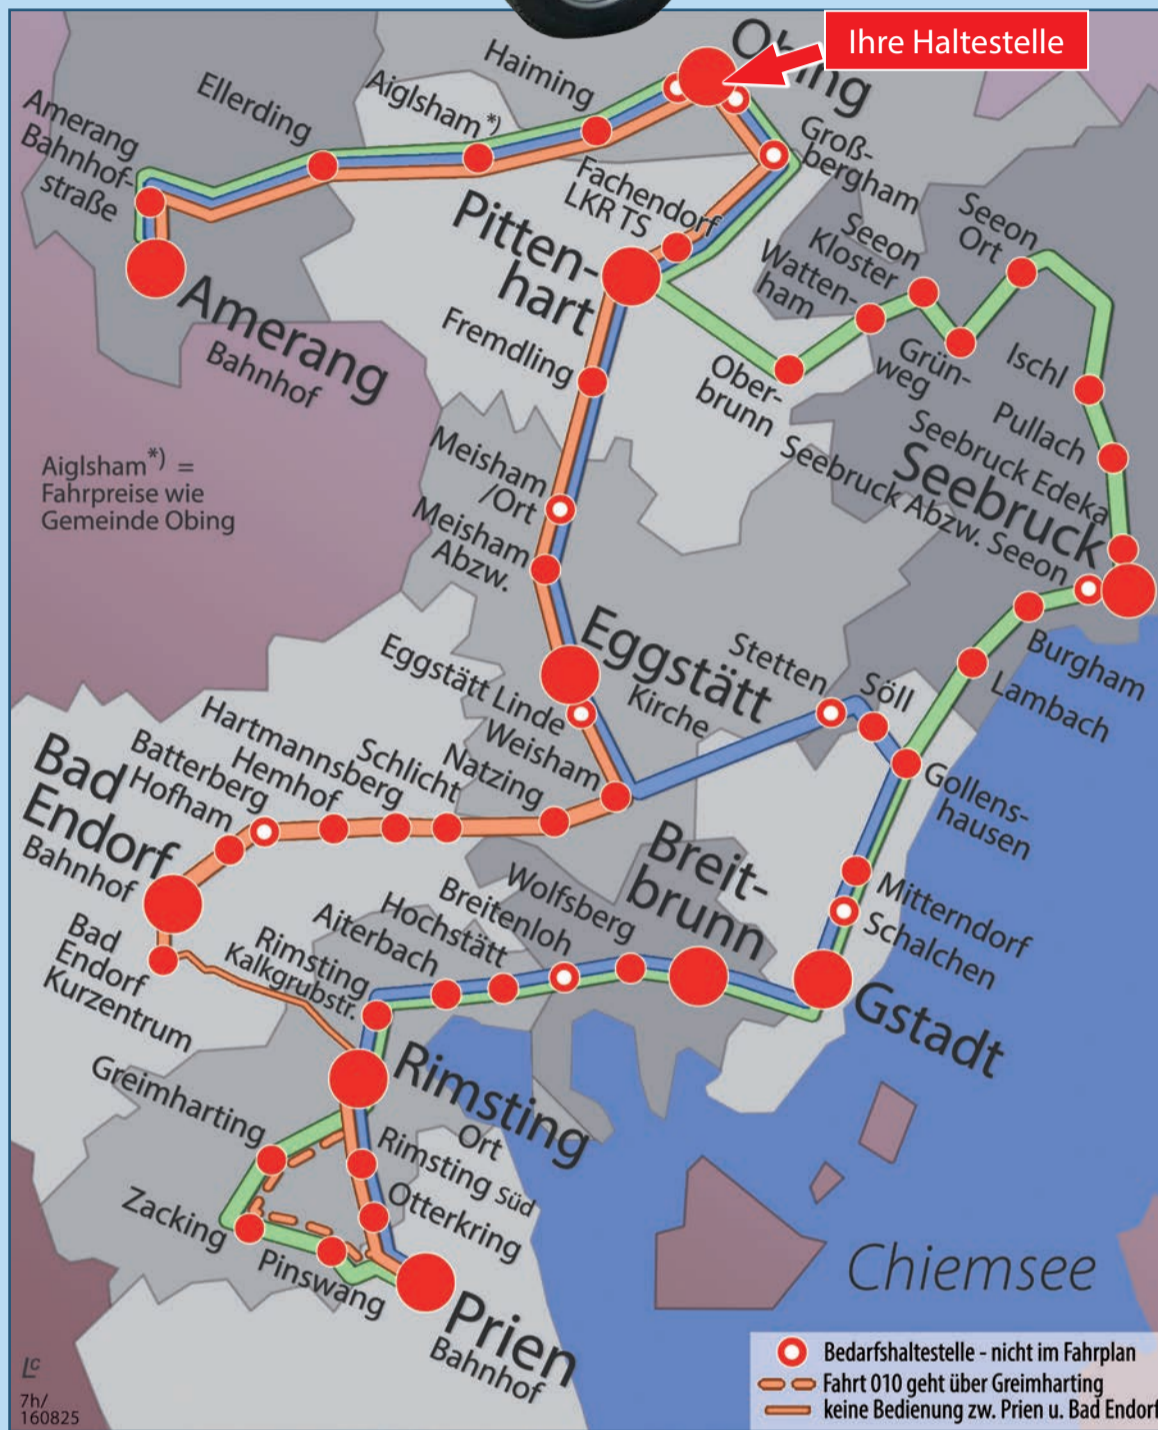 Ihre Haltestelle
Obing
Haiming
Aiglsham *)
Ellerding
Amerang
Bahnhof-
straße
Amerang
Bahnhof
Groß-
bergham
Fachendorf
LKR TS
Pitten-
hart
Seeon
Ort
Seeon
Kloster
Watten-
ham
Grün-
weg
Ober-
brunn
Ischl
Pullach
Seebruck Edeka
Seebruck
Seebruck Abzw. Seeon
Fremdling
Meisham
/Ort
Meisham
Abzw.
Aiglsham*) =
Fahrpreise wie
Gemeinde Obing
Burgham
Lambach
Eggstätt
Kirche
Eggstätt Linde
Weisham
Stetten
Söll
Gollens-
hausen
Natzing
Schlicht
Hartmannsberg
Hemhof
Batterberg
Hofham
Bad
Endorf
Bahnhof
Bad
Endorf
Kurzentrum
Mitterndorf
Schalchen
Gstadt
Breit-
brunn
Wolfsberg
Breitenloh
Hochstätt
Aiterbach
Rimsting
Kalkgrubstr.
Rimsting
Ort
Rimsting Süd
Otterkring
Greimharting
Zacking
Pinswang
Prien
Bahnhof
Chiemsee
Bedarfshaltestelle - nicht im Fahrplan
Fahrt 010 geht über Greimharting
keine Bedienung zw. Prien u. Bad Endorf
Lc
7h/
160825